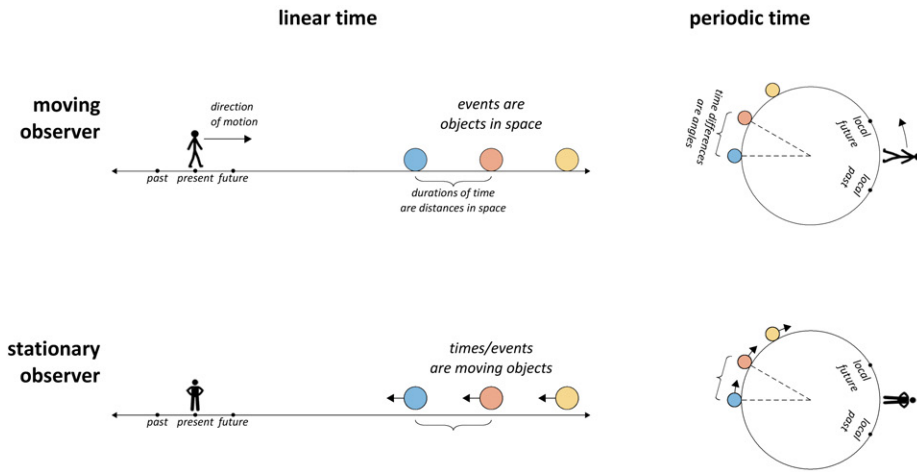 linear time
periodic time
moving
observer
direction
of motion
events are
objects in space
past present future
durations of time
are distances in space
time differences
are angles
local
future
local
past
stationary
observer
times/events
are moving objects
past present future
local
future
local
past